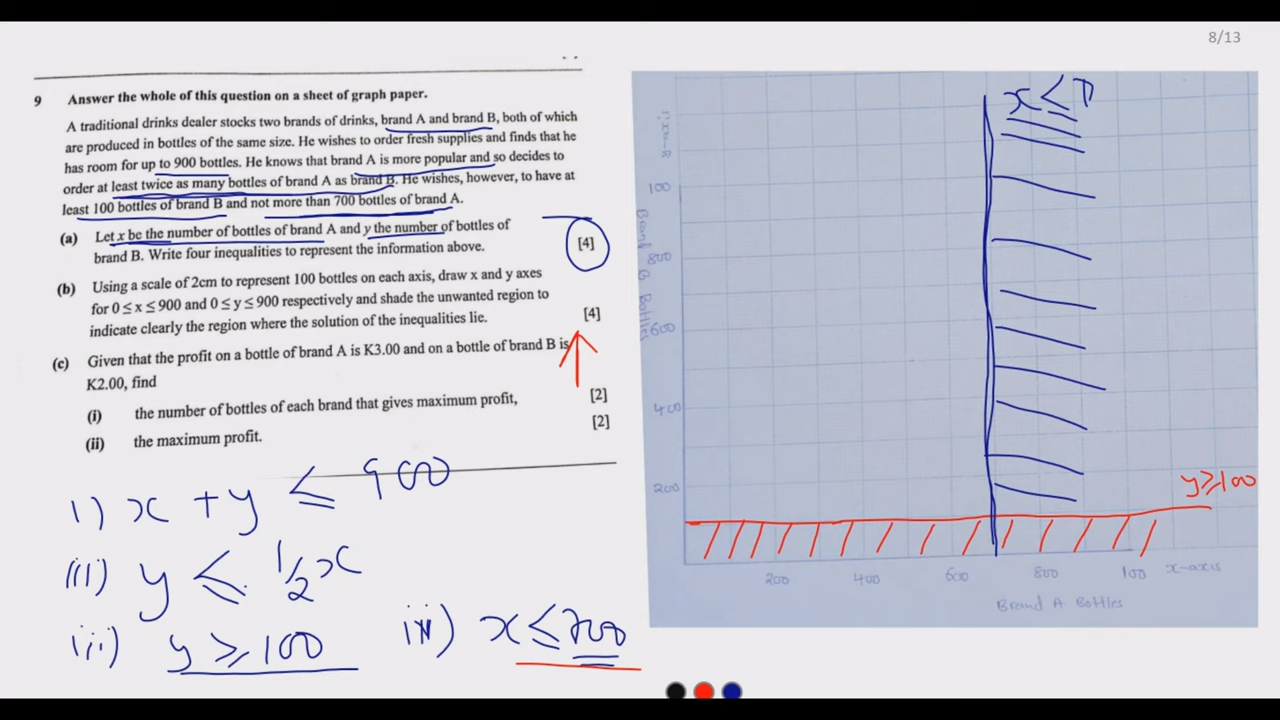 8/13
9 Answer the whole of this question on a sheet of graph paper.
A traditional drinks dealer stocks two brands of drinks, brand A and brand B, both of which
are produced in bottles of the same size. He wishes to order fresh supplies and finds that he
has room for up to 900 bottles. He knows that brand A is more popular and so decides to
order at least twice as many bottles of brand A as brand B. He wishes, however, to have at
least 100 bottles of brand B and not more than 700 bottles of brand A.
(a) Let x be the number of bottles of brand A and y the number of bottles of
brand B. Write four inequalities to represent the information above. [4]
(b) Using a scale of 2cm to represent 100 bottles on each axis, draw x and y axes
for 0 ≤ x ≤ 900 and 0 ≤ y ≤ 900 respectively and shade the unwanted region to
indicate clearly the region where the solution of the inequalities lie. [4]
(c) Given that the profit on a bottle of brand A is K3.00 and on a bottle of brand B is
K2.00, find
(i) the number of bottles of each brand that gives maximum profit, [2]
(ii) the maximum profit. [2]
1) x + y ≤ 900
(ii) y ≤ 1/2 x
iii) y ≥ 100
x ≤ 700
x ≤ 7
100
800
600
400
200
Brand B Bottles
y ≥ 100
200 400 600 800 100 x-axis
Brand A Bottles